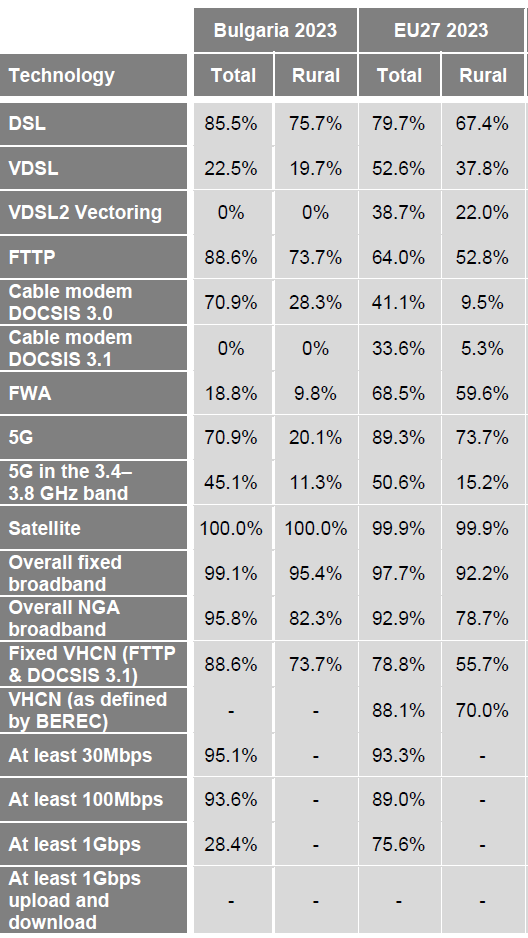 Bulgaria 2023 EU27 2023
Technology Total Rural Total Rural
DSL 85.5% 75.7% 79.7% 67.4%
VDSL 22.5% 19.7% 52.6% 37.8%
VDSL2 Vectoring 0% 0% 38.7% 22.0%
FTTP 88.6% 73.7% 64.0% 52.8%
Cable modem
DOCSIS 3.0 70.9% 28.3% 41.1% 9.5%
Cable modem
DOCSIS 3.1 0% 0% 33.6% 5.3%
FWA 18.8% 9.8% 68.5% 59.6%
5G 70.9% 20.1% 89.3% 73.7%
5G in the 3.4–
3.8 GHz band 45.1% 11.3% 50.6% 15.2%
Satellite 100.0% 100.0% 99.9% 99.9%
Overall fixed
broadband 99.1% 95.4% 97.7% 92.2%
Overall NGA
broadband 95.8% 82.3% 92.9% 78.7%
Fixed VHCN (FTTP
& DOCSIS 3.1) 88.6% 73.7% 78.8% 55.7%
VHCN (as defined
by BEREC) - - 88.1% 70.0%
At least 30Mbps 95.1% - 93.3% -
At least 100Mbps 93.6% - 89.0% -
At least 1Gbps 28.4% - 75.6% -
At least 1Gbps
upload and
download - - - -